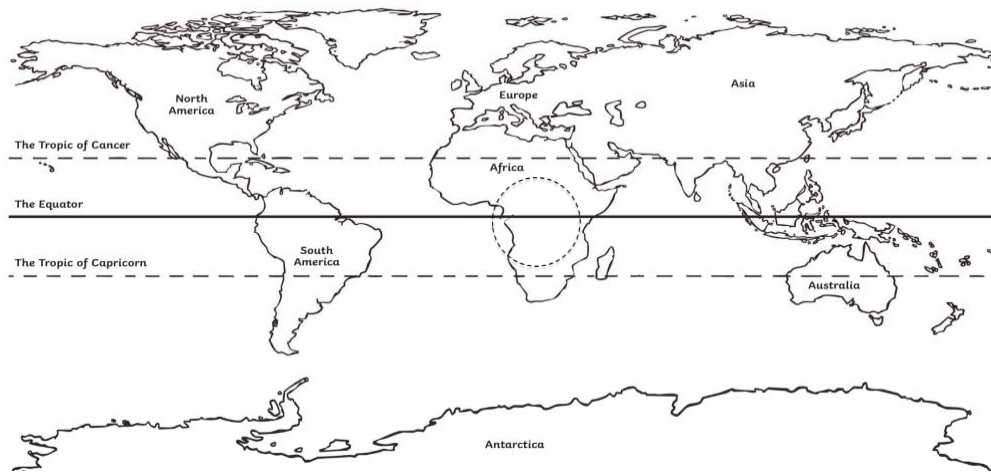 North
America
Europe
Asia
The Tropic of Cancer
Africa
The Equator
South
America
The Tropic of Capricorn
Australia
Antarctica